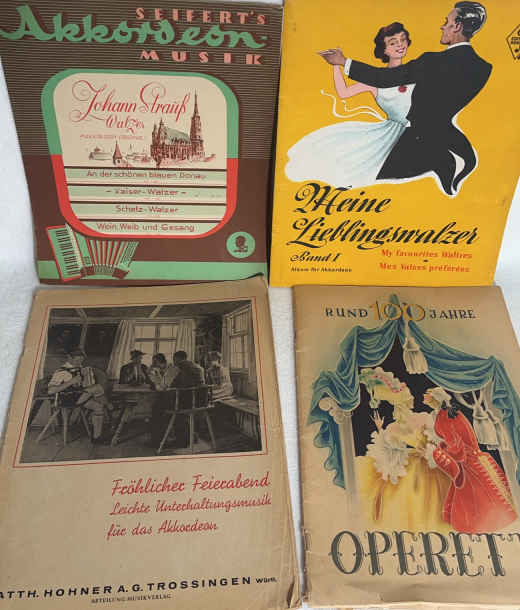 SEIFERT'S
Akkordeon-
MUSIK
Johann Strauß
Walzer
An der schönen blauen Donau
- Kaiser-Walzer -
Schatz-Walzer
Wein, Weib und Gesang
Meine
Lieblingswalzer
Band I
My favourites Waltzes
Album für Akkordeon
Mes Valses préférées
Fröhlicher Feierabend
Leichte Unterhaltungsmusik
für das Akkordeon
ATTH. HOHNER A.G. TROSSINGEN WÜRTT.
ABTEILUNG MUSIKVERLAG
RUND 100 JAHRE
OPERETT